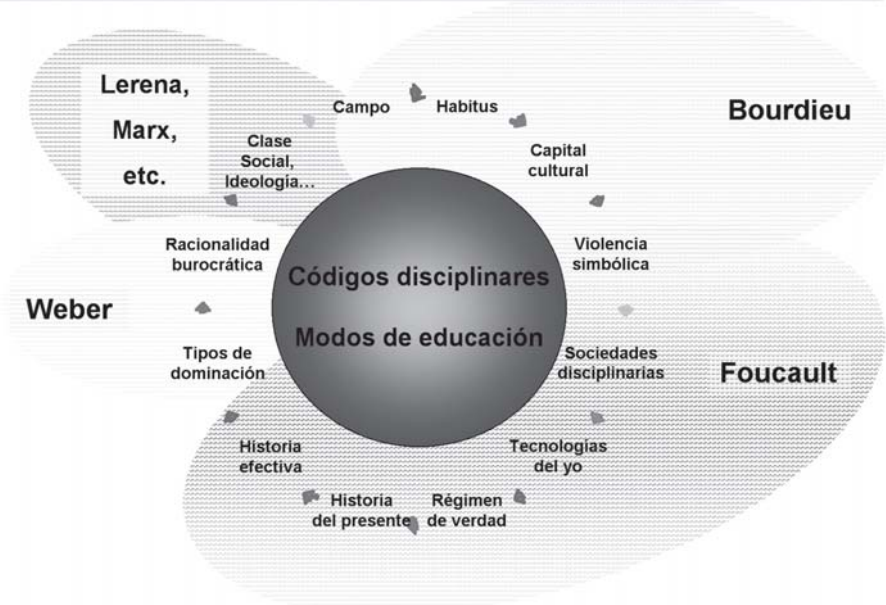 Lerena,
Marx,
etc.
Campo
Habitus
Bourdieu
Clase
Social,
Ideología...
Capital
cultural
Racionalidad
burocrática
Violencia
simbólica
Códigos disciplinares
Modos de educación
Weber
Tipos de
dominación
Sociedades
disciplinarias
Foucault
Historia
efectiva
Tecnologías
del yo
Historia
del presente
Régimen
de verdad